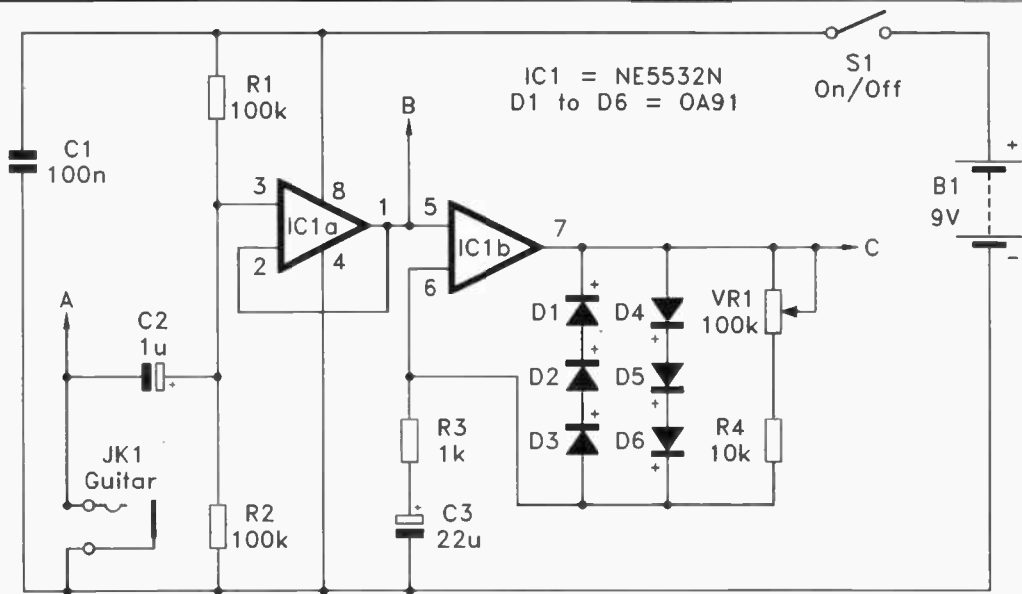 R1
100k
IC1 = NE5532N
D1 to D6 = OA91
S1
On/Off
C1
100n
B
3
8
1
5
7
IC1a
IC1b
2
4
6
C
+
B1
9V
-
A
C2
1u
+
D1
+
D4
+
VR1
100k
D2
+
D5
+
D3
+
D6
+
R3
1k
R4
10k
JK1
Guitar
R2
100k
+
C3
22u